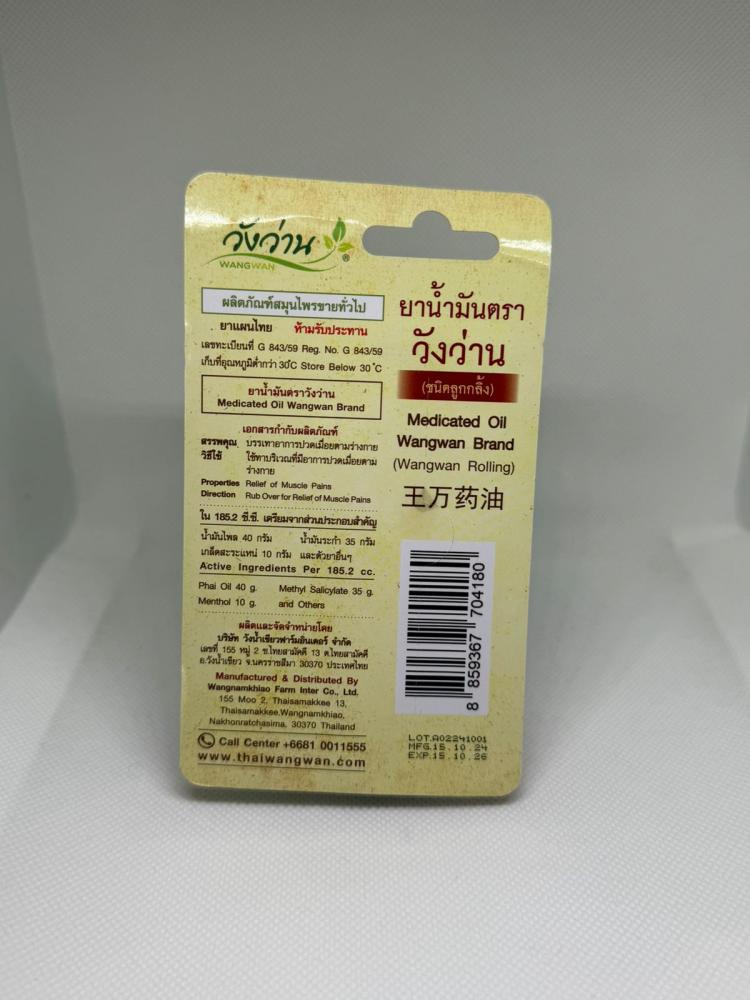 วังว่าน
®
WANGWAN
ผลิตภัณฑ์สมุนไพรขายทั่วไป
ยาแผนไทย ห้ามรับประทาน
เลขทะเบียนที่ G 843/59 Reg. No. G 843/59
เก็บที่อุณหภูมิต่ำกว่า 30°C Store Below 30°C
ยาน้ำมันตราวังว่าน
Medicated Oil Wangwan Brand
เอกสารกำกับผลิตภัณฑ์
สรรพคุณ บรรเทาอาการปวดเมื่อยตามร่างกาย
วิธีใช้ ใช้ทาบริเวณที่มีอาการปวดเมื่อยตาม
ร่างกาย
Properties Relief of Muscle Pains
Direction Rub Over for Relief of Muscle Pains
ใน 185.2 ซี.ซี. เตรียมจากส่วนประกอบสำคัญ
น้ำมันไพล 40 กรัม น้ำมันระกำ 35 กรัม
เกล็ดสะระแหน่ 10 กรัม และตัวยาอื่นๆ
Active Ingredients Per 185.2 cc.
Phai Oil 40 g. Methyl Salicylate 35 g.
Menthol 10 g. and Others
ผลิตและจัดจำหน่ายโดย
บริษัท วังน้ำเขียวฟาร์มอินเตอร์ จำกัด
เลขที่ 155 หมู่ 2 ซ.ไทยสามัคคี 13 ต.ไทยสามัคคี
อ.วังน้ำเขียว จ.นครราชสีมา 30370 ประเทศไทย
Manufactured & Distributed By
Wangnamkhiao Farm Inter Co., Ltd.
155 Moo 2, Thaisamakkee 13,
Thaisamakkee,Wangnamkhiao,
Nakhonratchasima, 30370 Thailand
Call Center +6681 0011555
www.thaiwangwan.com
ยาน้ำมันตรา
วังว่าน
(ชนิดลูกกลิ้ง)
Medicated Oil
Wangwan Brand
(Wangwan Rolling)
王万药油
8 859367 704180
LOT.A02241001
MFG.15.10.24
EXP.15.10.26